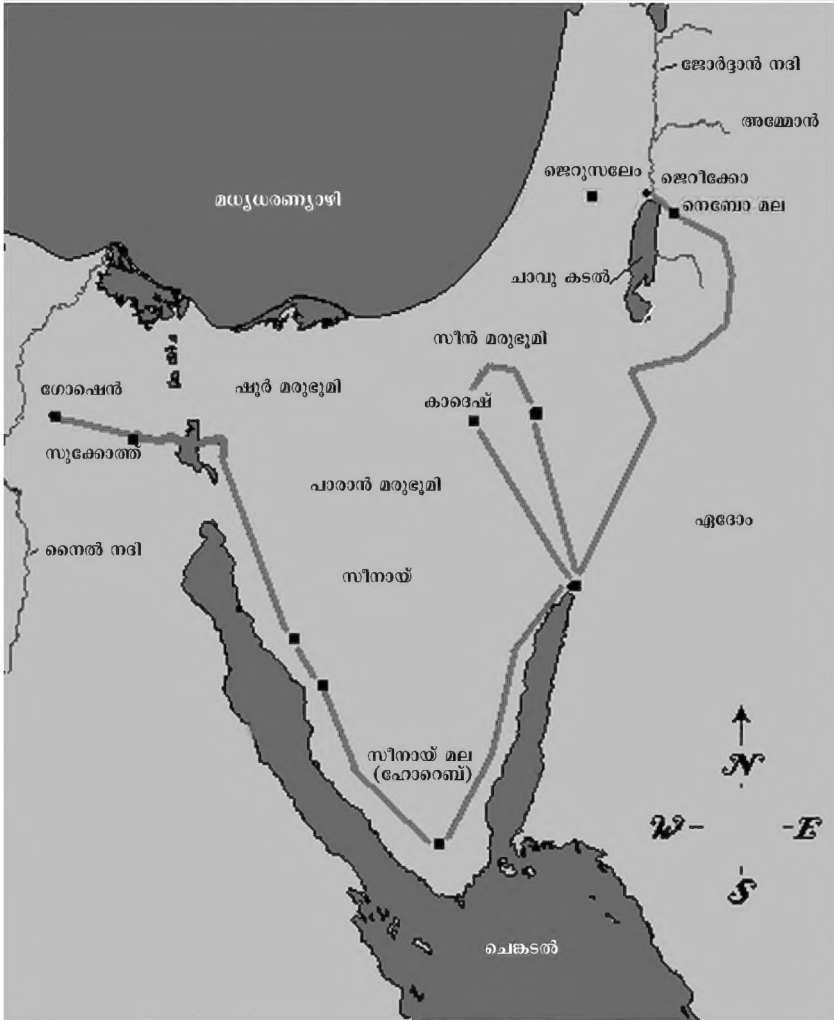 ജോർദ്ദാൻ നദി
അമ്മോൻ
ജെറൂസലേം
ജെറീക്കോ
നെബോ മല
മധ്യധരണ്യാഴി
ചാവു കടൽ
സീൻ മരുഭൂമി
ഷൂർ മരുഭൂമി
ഗോഷെൻ
കാദെഷ്
സുക്കോത്ത്
പാരാൻ മരുഭൂമി
ഏദോം
നൈൽ നദി
സീനായ്
സീനായ് മല
(ഹോറെബ്)
N
W E
S
ചെങ്കടൽ